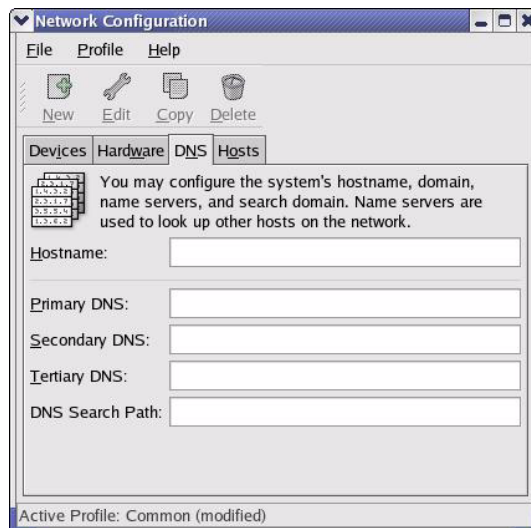 Network Configuration
File Profile Help
New Edit Copy Delete
Devices Hardware DNS Hosts
You may configure the system's hostname, domain,
name servers, and search domain. Name servers are
used to look up other hosts on the network.
Hostname:
Primary DNS:
Secondary DNS:
Tertiary DNS:
DNS Search Path:
Active Profile: Common (modified)